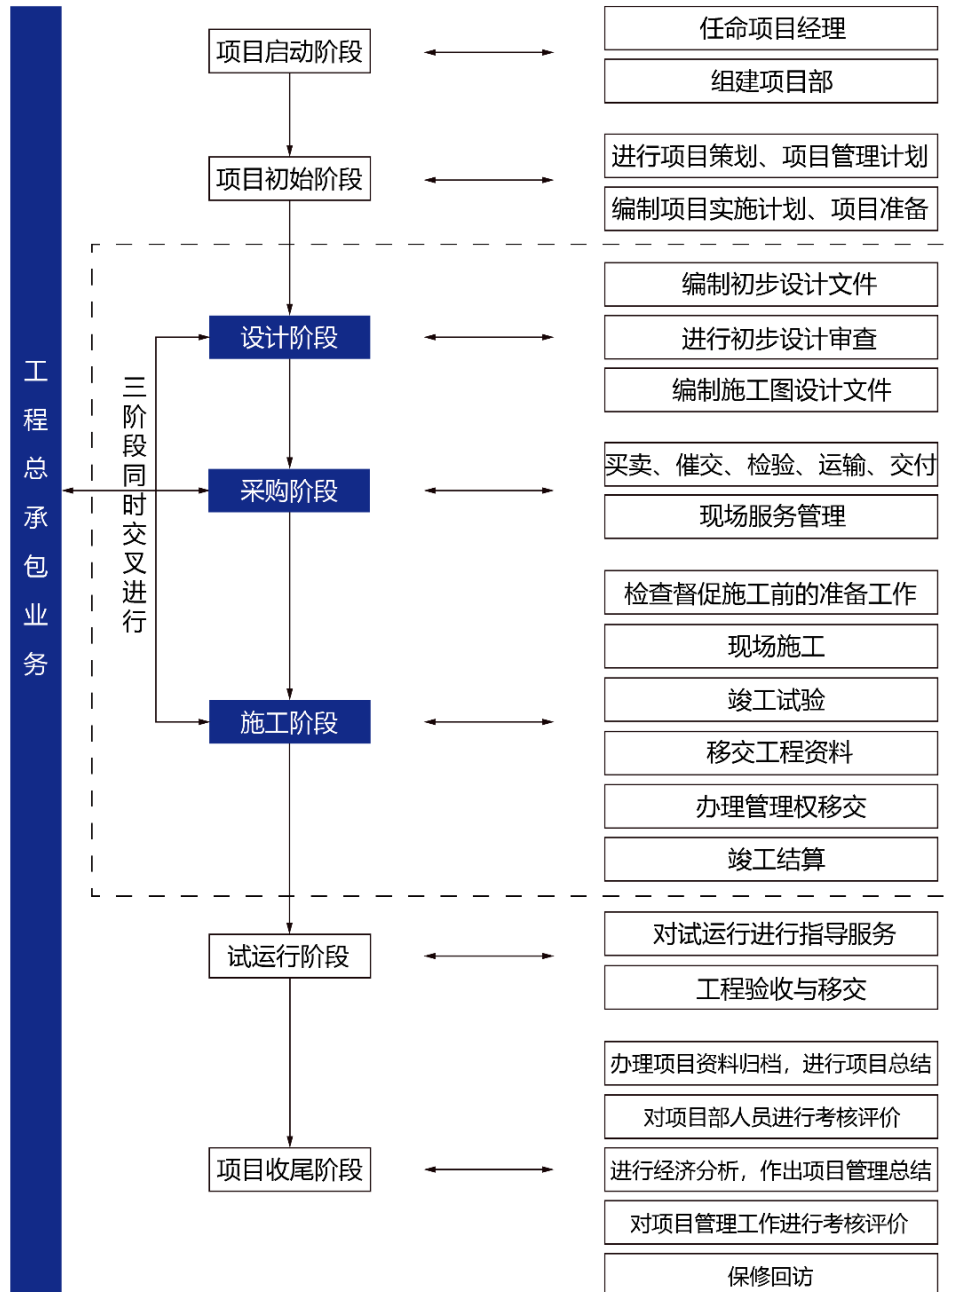 工程总承包业务
项目启动阶段
任命项目经理
组建项目部
项目初始阶段
进行项目策划、项目管理计划
编制项目实施计划、项目准备
三阶段同时交叉进行
设计阶段
编制初步设计文件
进行初步设计审查
编制施工图设计文件
采购阶段
买卖、催交、检验、运输、交付
现场服务管理
施工阶段
检查督促施工前的准备工作
现场施工
竣工试验
移交工程资料
办理管理权移交
竣工结算
试运行阶段
对试运行进行指导服务
工程验收与移交
项目收尾阶段
办理项目资料归档，进行项目总结
对项目部人员进行考核评价
进行经济分析，作出项目管理总结
对项目管理工作进行考核评价
保修回访